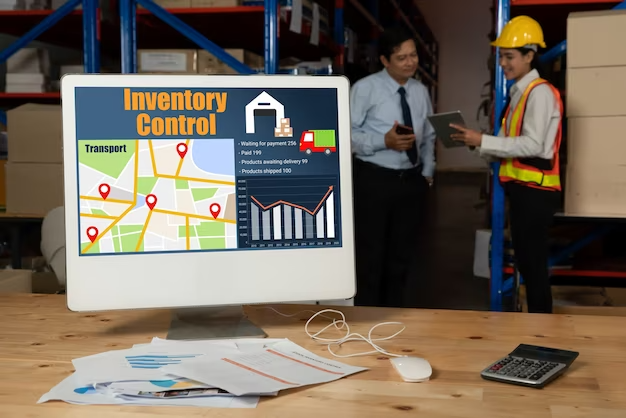 Inventory
Control
Transport
- Waiting for payment 256
- Paid 199
- Products awaiting delivery 99
- Products shipped 100